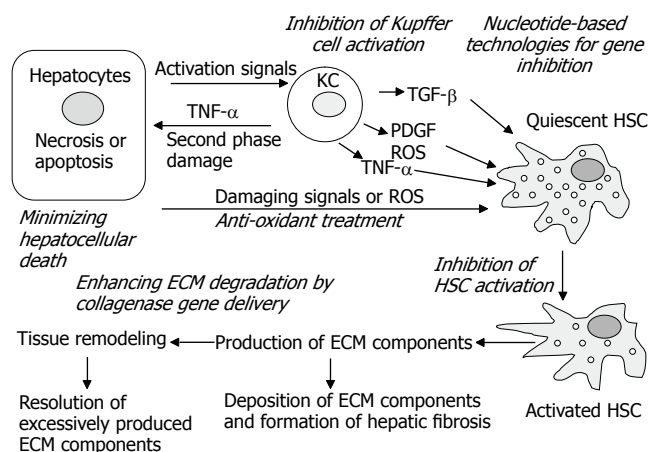 Inhibition of Kupffer
cell activation
Nucleotide-based
technologies for gene
inhibition
Hepatocytes
Necrosis or
apoptosis
Activation signals
TNF-α
Second phase
damage
KC
TGF-β
PDGF
ROS
TNF-α
Quiescent HSC
Damaging signals or ROS
Anti-oxidant treatment
Minimizing
hepatocellular
death
Enhancing ECM degradation by
collagenase gene delivery
Inhibition of
HSC activation
Tissue remodeling
Production of ECM components
Resolution of
excessively produced
ECM components
Deposition of ECM components
and formation of hepatic fibrosis
Activated HSC